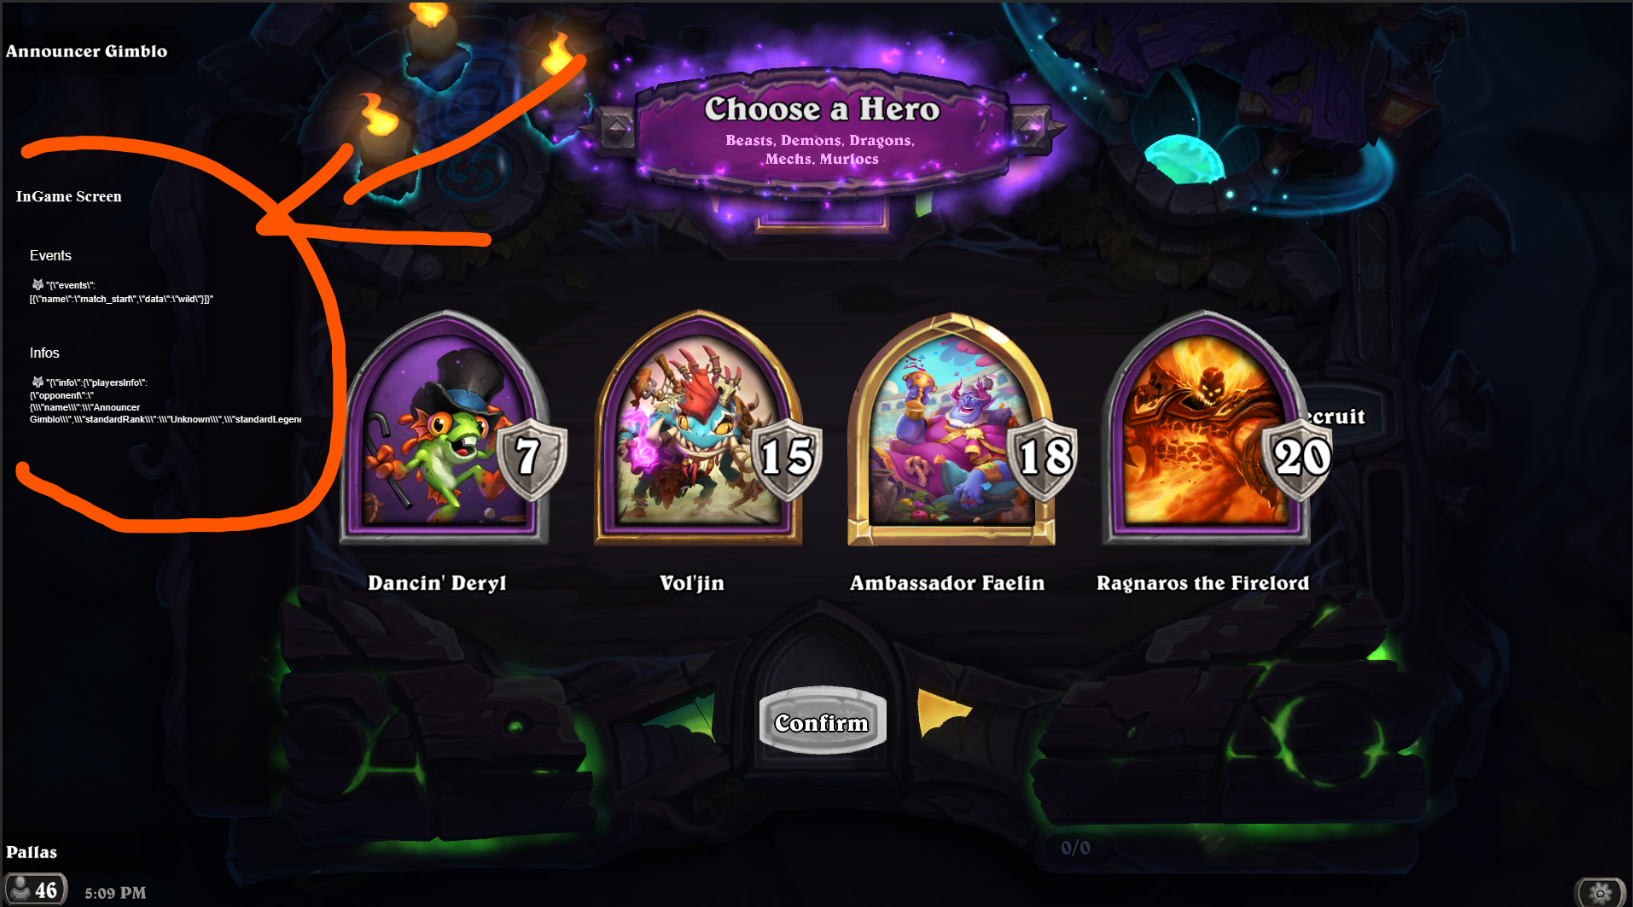 Announcer Gimblo
Choose a Hero
Beasts, Demons, Dragons,
Mechs, Murlocs
InGame Screen
Events
"{\"events\":
[{\"name\":\"match_start\",\"data\":\"wild\"}]}"
Infos
"{\"info\":{\"playersInfo\":
{\"opponent\":\"
{\\\"name\\\":\\\"Announcer
Gimblo\\\",\\\"standardRank\\\":\\\"Unknown\\\",\\\"standardLegend
7
15
18
20
ecruit
Dancin' Deryl
Vol'jin
Ambassador Faelin
Ragnaros the Firelord
Confirm
0/0
Pallas
46
5:09 PM